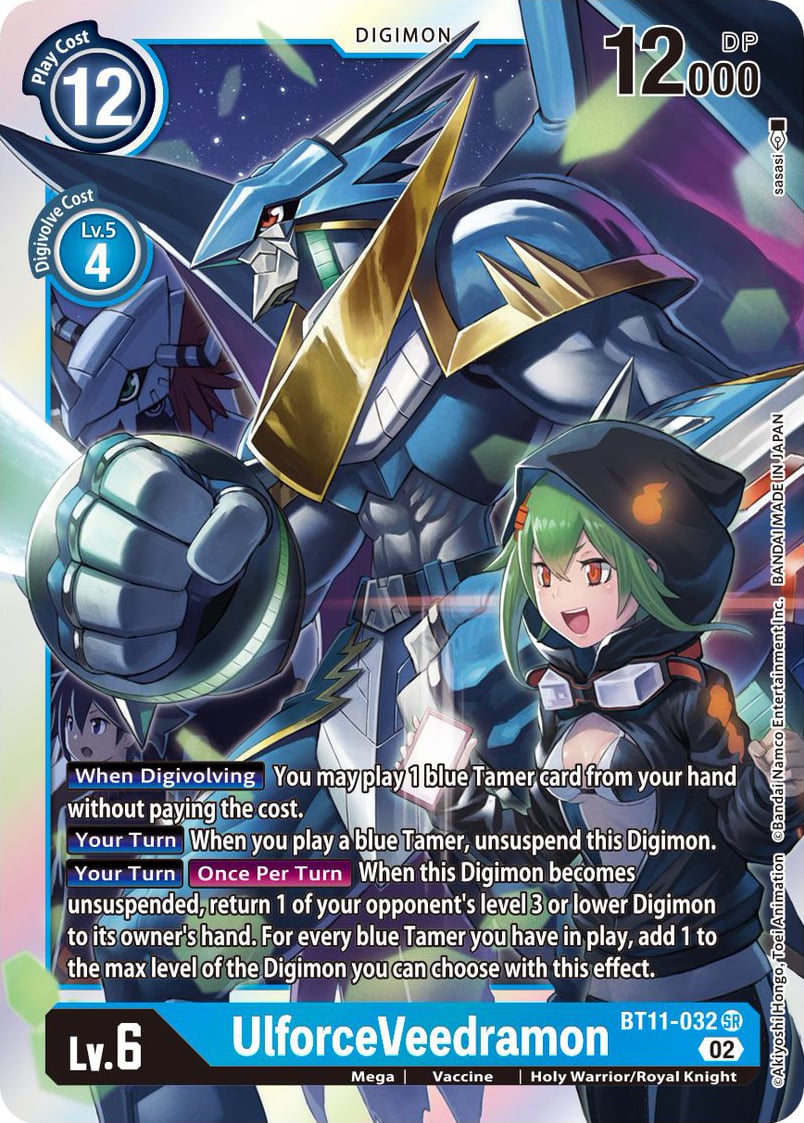 DIGIMON
Play Cost
12
12000 DP
Digivolve Cost
Lv.5
4
sasasi
When Digivolving You may play 1 blue Tamer card from your hand
without paying the cost.
Your Turn When you play a blue Tamer, unsuspend this Digimon.
Your Turn Once Per Turn When this Digimon becomes
unsuspended, return 1 of your opponent's level 3 or lower Digimon
to its owner's hand. For every blue Tamer you have in play, add 1 to
the max level of the Digimon you can choose with this effect.
©Akiyoshi Hongo, Toei Animation ©Bandai Namco Entertainment Inc. BANDAI MADE IN JAPAN
Lv.6
UlforceVeedramon
BT11-032 SR
02
Mega | Vaccine | Holy Warrior/Royal Knight